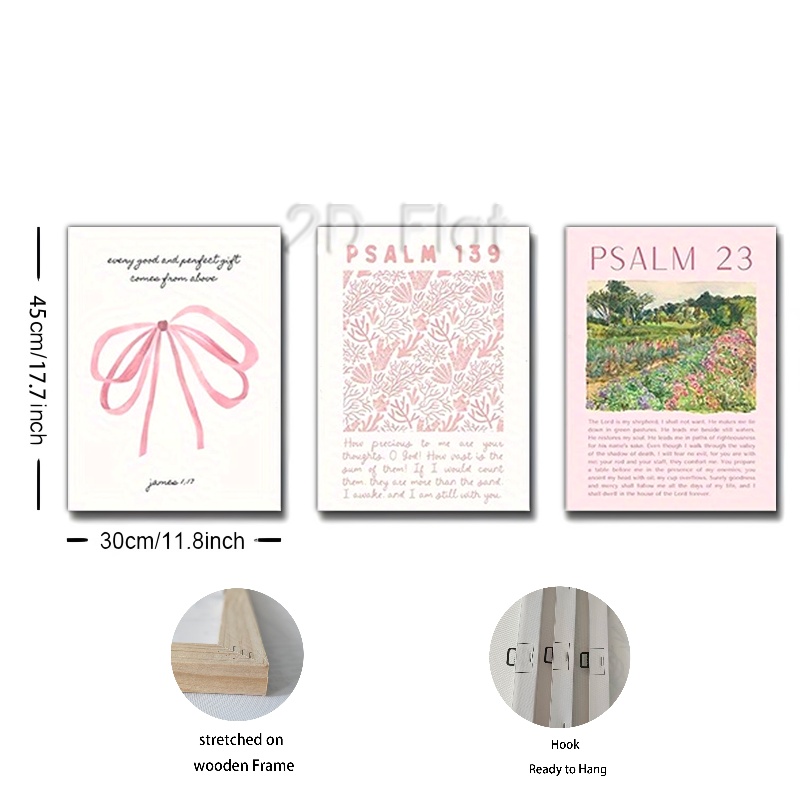 2D Flat
every good and perfect gift
comes from above
james 1:17
PSALM 139
How precious to me are your
thoughts, O God! How vast is the
sum of them! If I would count
them, they are more than the sand.
I awake, and I am still with you.
PSALM 23
The Lord is my shepherd, I shall not want. He makes me lie
down in green pastures. He leads me beside still waters.
He restores my soul. He leads me in paths of righteousness
for his name's sake. Even though I walk through the valley
of the shadow of death, I will fear no evil, for you are with
me; your rod and your staff, they comfort me. You prepare
a table before me in the presence of my enemies; you
anoint my head with oil; my cup overflows. Surely goodness
and mercy shall follow me all the days of my life, and I
shall dwell in the house of the Lord forever.
45cm/17.7inch
30cm/11.8inch
stretched on
wooden Frame
Hook
Ready to Hang